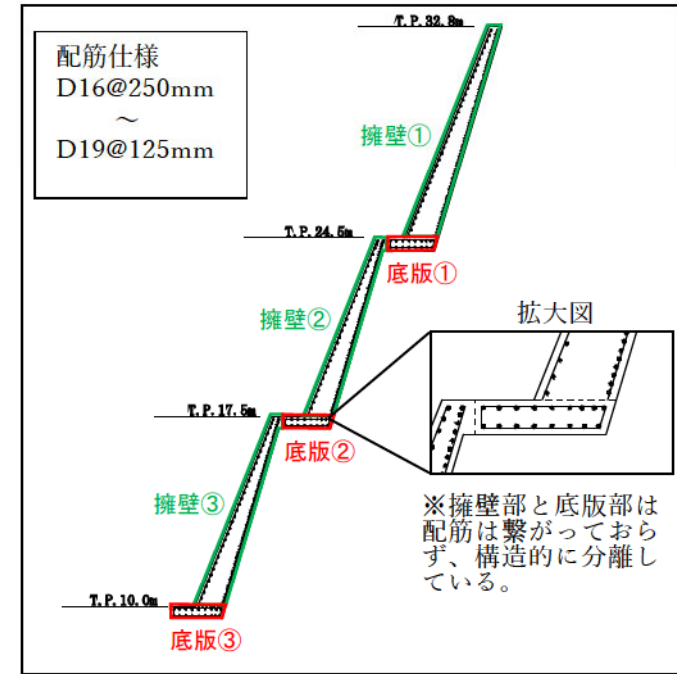 T.P.32.8m
配筋仕様
D16@250mm
～
D19@125mm
擁壁①
T.P.24.5m
底版①
擁壁②
拡大図
T.P.17.5m
底版②
擁壁③
※擁壁部と底版部は
配筋は繋がっておら
ず、構造的に分離し
ている。
T.P.10.0m
底版③